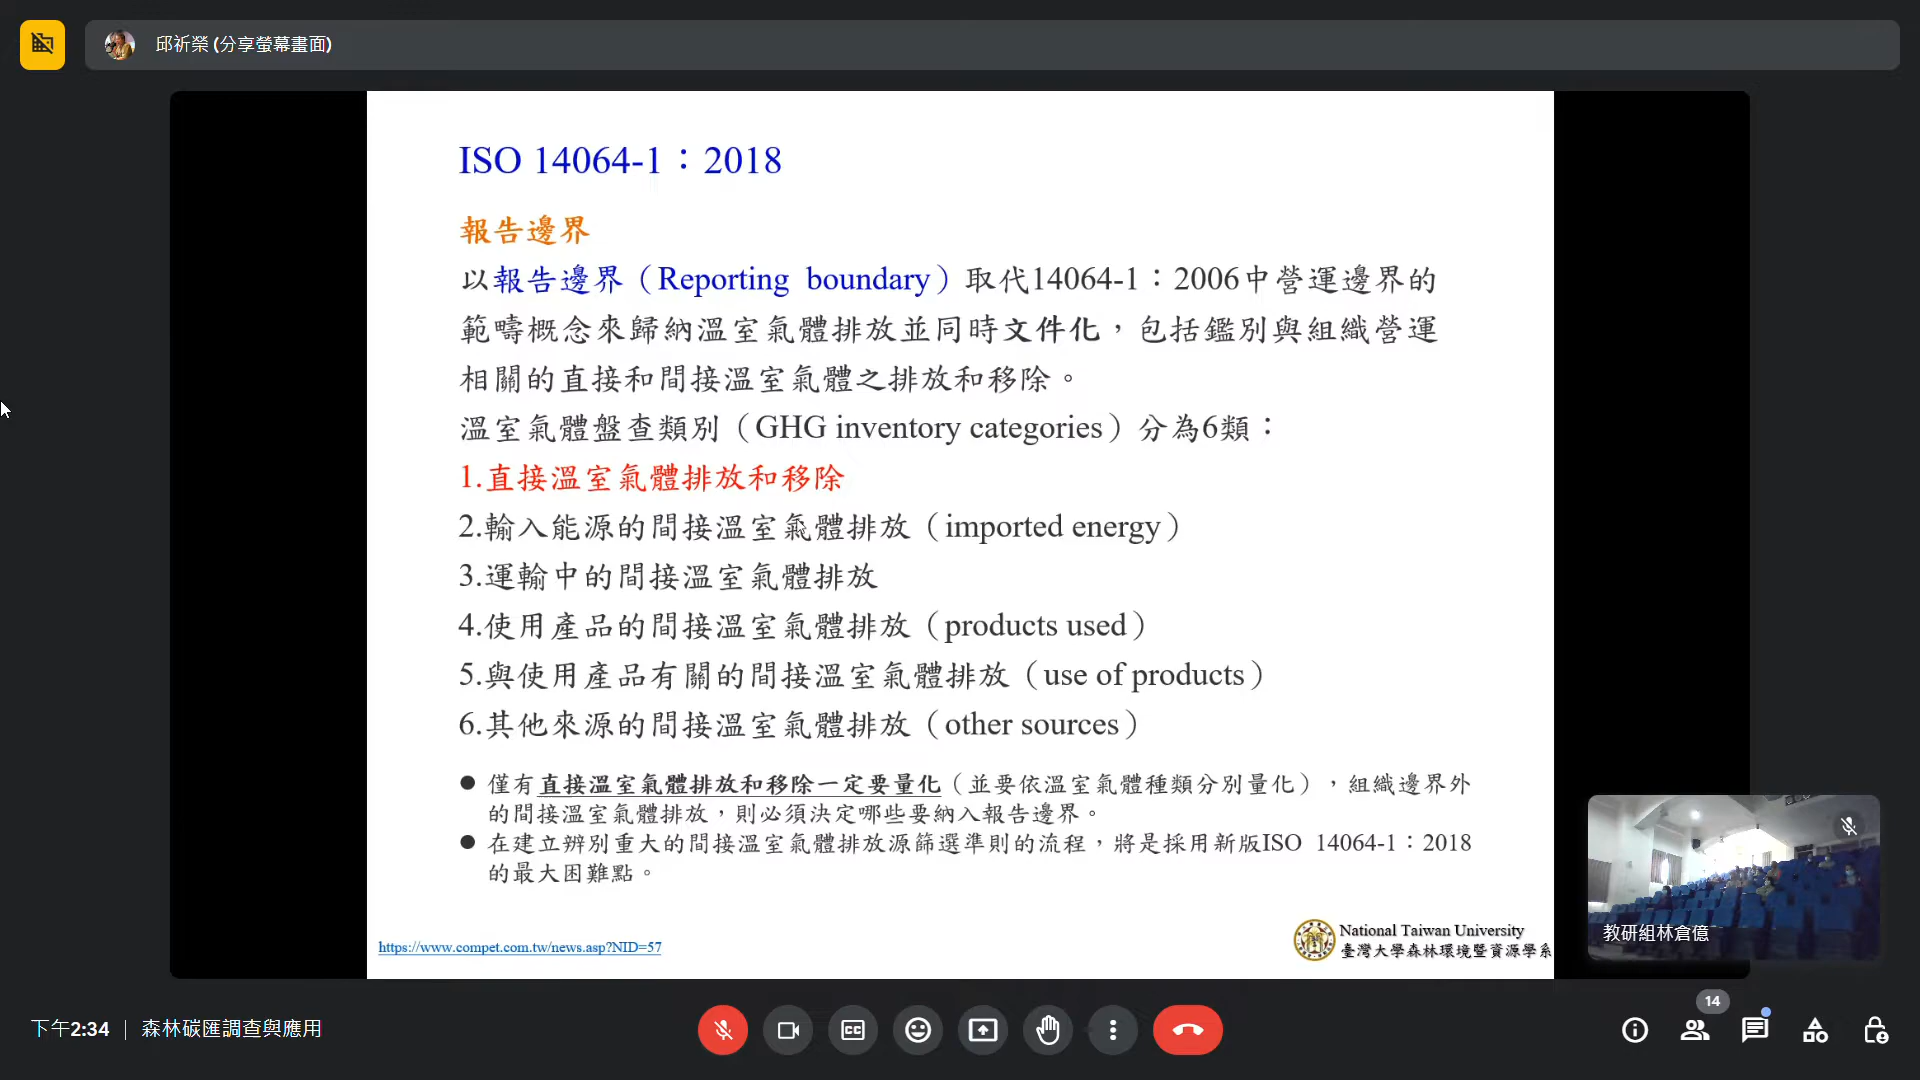 邱祈榮 (分享螢幕畫面)
ISO 14064-1：2018
報告邊界
以報告邊界（Reporting boundary）取代14064-1：2006中營運邊界的
範疇概念來歸納溫室氣體排放並同時文件化，包括鑑別與組織營運
相關的直接和間接溫室氣體之排放和移除。
溫室氣體盤查類別（GHG inventory categories）分為6類：
1.直接溫室氣體排放和移除
2.輸入能源的間接溫室氣體排放（imported energy）
3.運輸中的間接溫室氣體排放
4.使用產品的間接溫室氣體排放（products used）
5.與使用產品有關的間接溫室氣體排放（use of products）
6.其他來源的間接溫室氣體排放（other sources）
● 僅有直接溫室氣體排放和移除一定要量化（並要依溫室氣體種類分別量化），組織邊界外
的間接溫室氣體排放，則必須決定哪些要納入報告邊界。
● 在建立辨別重大的間接溫室氣體排放源篩選準則的流程，將是採用新版ISO 14064-1：2018
的最大困難點。
https://www.compet.com.tw/news.asp?NID=57
National Taiwan University
臺灣大學森林環境暨資源學系
教研組林倉億
下午2:34 | 森林碳匯調查與應用
14